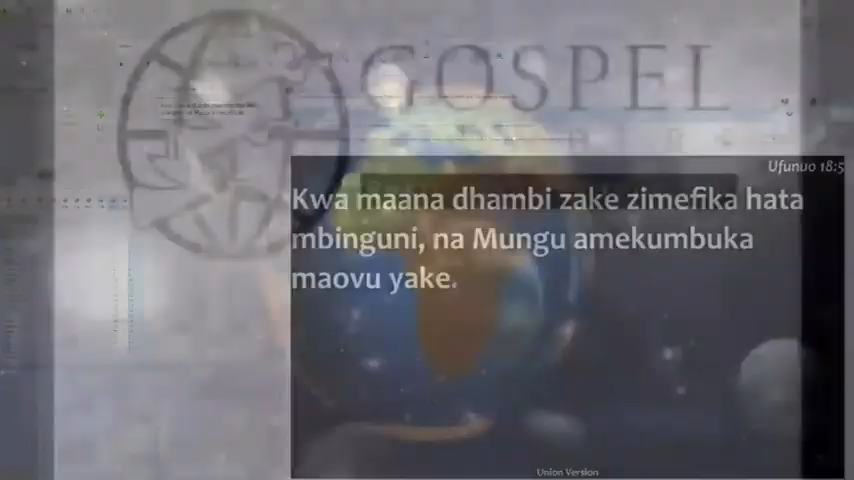 GOSPEL
Ufunuo 18:5
Kwa maana dhambi zake zimefika hata
mbinguni, na Mungu amekumbuka
maovu yake.
Union Version